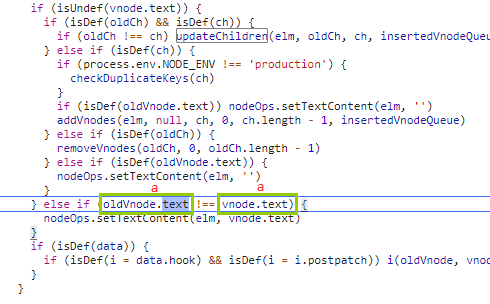 if (isUndef(vnode.text)) {
if (isDef(oldCh) && isDef(ch)) {
if (oldCh !== ch) updateChildren(elm, oldCh, ch, insertedVnodeQue
} else if (isDef(ch)) {
if (process.env.NODE_ENV !== 'production') {
checkDuplicateKeys(ch)
}
if (isDef(oldVnode.text)) nodeOps.setTextContent(elm, '')
addVnodes(elm, null, ch, 0, ch.length - 1, insertedVnodeQueue)
} else if (isDef(oldCh)) {
removeVnodes(oldCh, 0, oldCh.length - 1)
} else if (isDef(oldVnode.text)) {
nodeOps.setTextContent(elm, '')
}
a a
} else if (oldVnode.text !== vnode.text) {
nodeOps.setTextContent(elm, vnode.text)
}
if (isDef(data)) {
if (isDef(i = data.hook) && isDef(i = i.postpatch)) i(oldVnode, vno
}